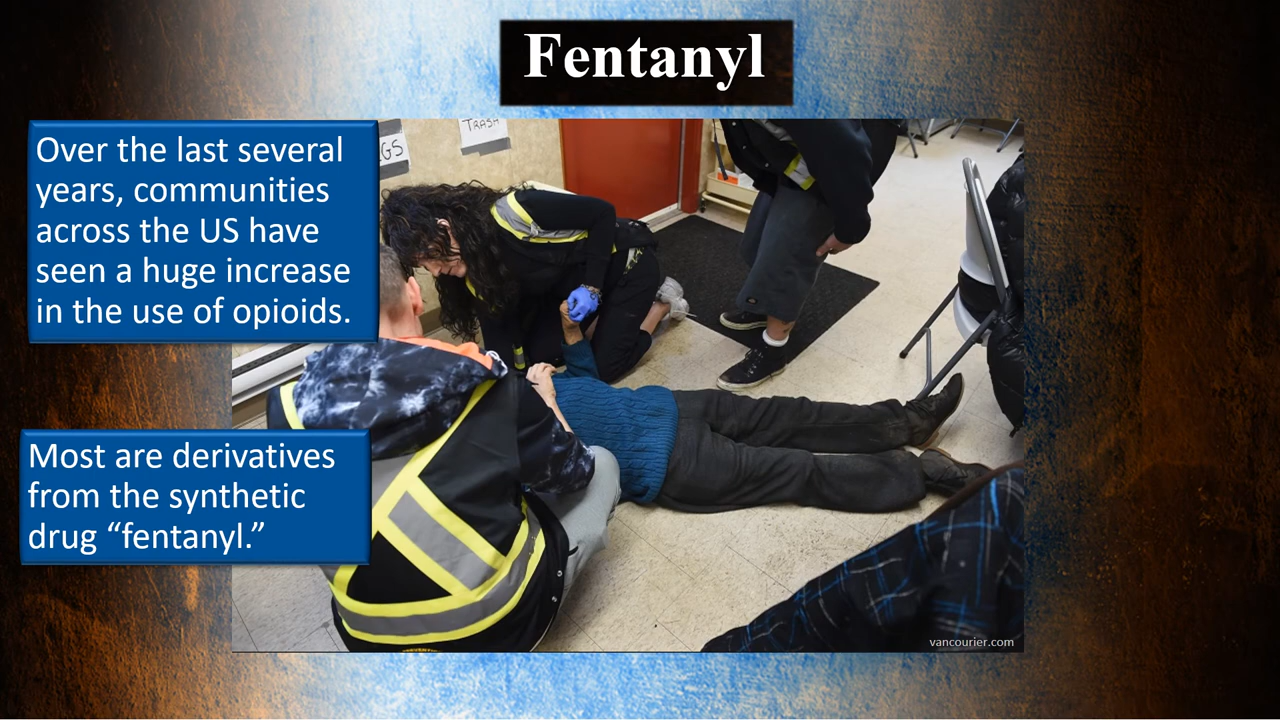 Fentanyl
Over the last several
years, communities
across the US have
seen a huge increase
in the use of opioids.
Most are derivatives
from the synthetic
drug “fentanyl.”
TRASH
GS
vancourier.com